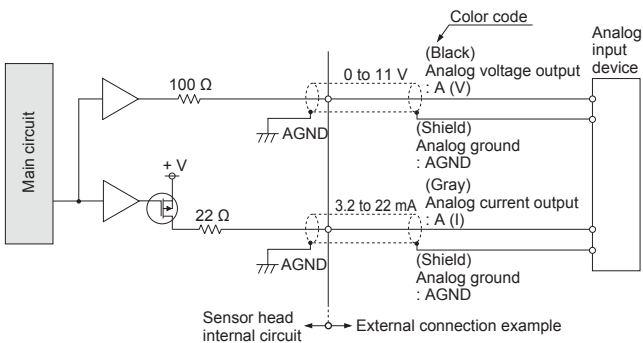 Color code
Analog
input
device
(Black)
Analog voltage output
: A (V)
0 to 11 V
100 Ω
AGND
(Shield)
Analog ground
: AGND
Main circuit
+ V
(Gray)
Analog current output
: A (I)
3.2 to 22 mA
22 Ω
AGND
(Shield)
Analog ground
: AGND
Sensor head
internal circuit
External connection example